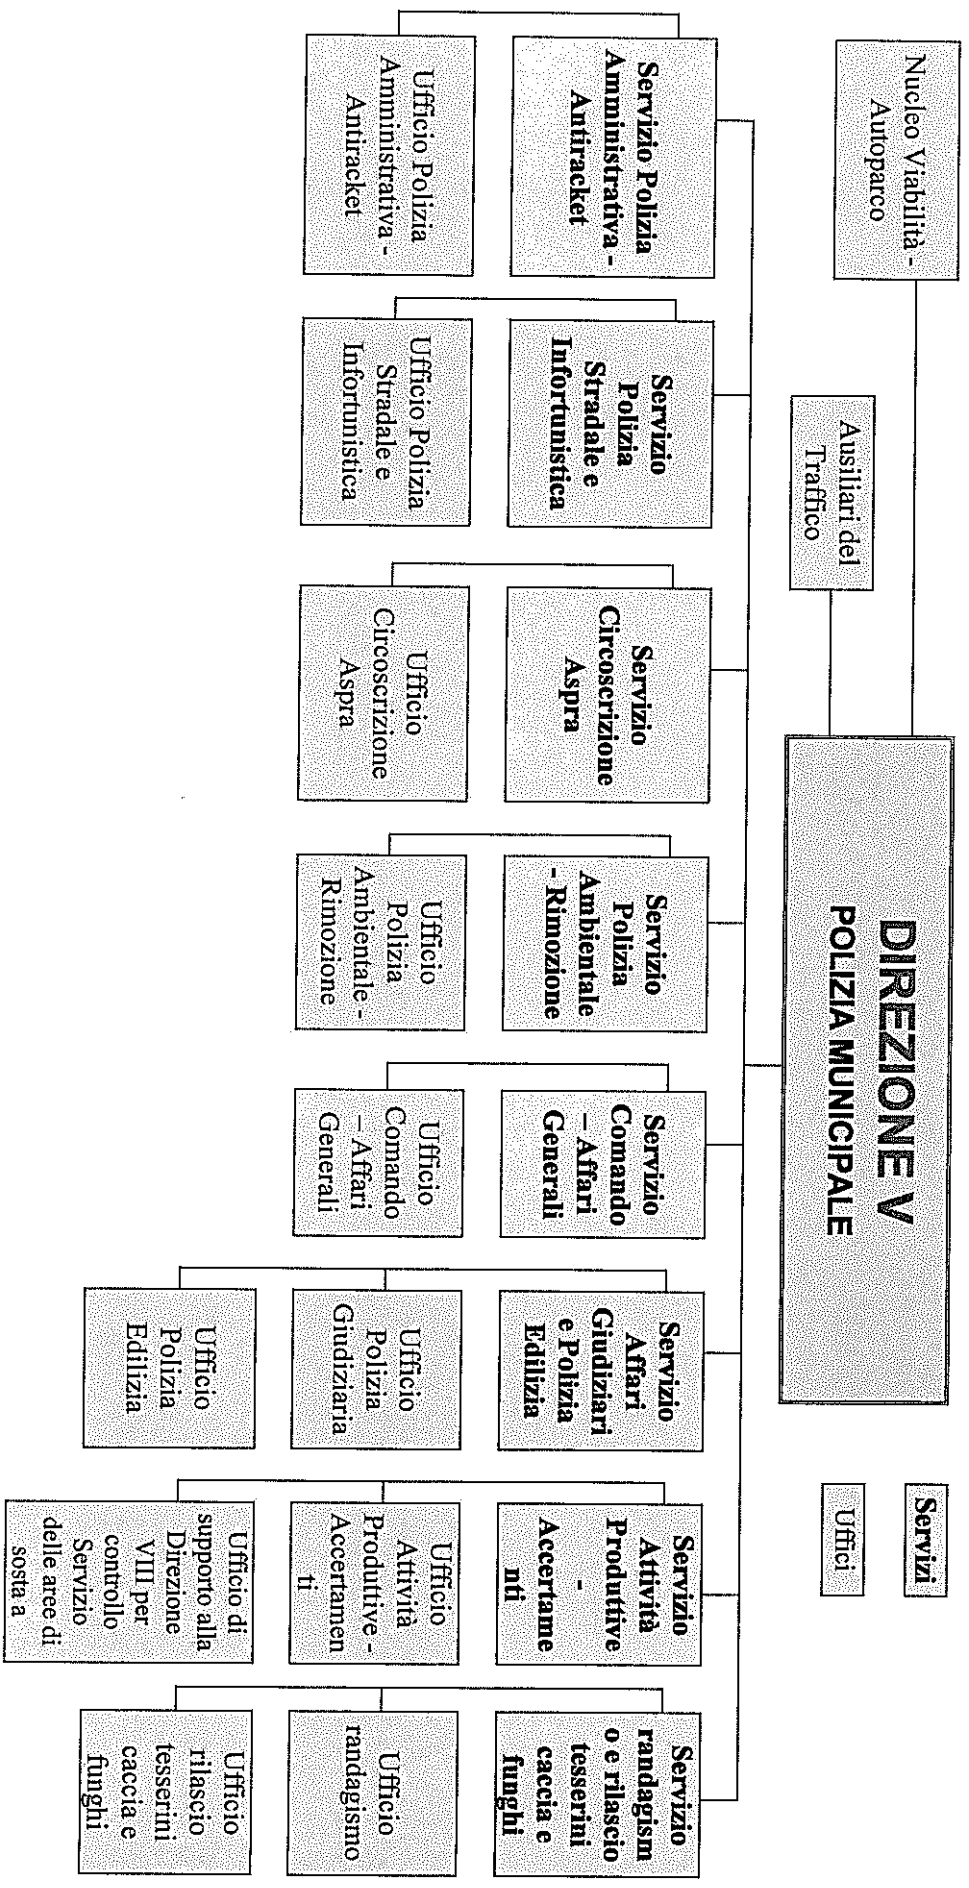 DIREZIONE V
POLIZIA MUNICIPALE
Servizi
Uffici
Nucleo Viabilità -
Autoparco
Ausiliari del
Traffico
Servizio Polizia
Amministrativa -
Antiracket
Ufficio Polizia
Amministrativa -
Antiracket
Servizio
Polizia
Stradale e
Infortunistica
Ufficio Polizia
Stradale e
Infortunistica
Servizio
Circoscrizione
Aspra
Ufficio
Circoscrizione
Aspra
Servizio
Polizia
Ambientale
- Rimozione
Ufficio
Polizia
Ambientale -
Rimozione
Servizio
Comando
– Affari
Generali
Ufficio
Comando
– Affari
Generali
Servizio
Affari
Giudiziari
e Polizia
Edilizia
Ufficio
Polizia
Giudiziaria
Ufficio
Polizia
Edilizia
Servizio
Attività
Produttive
-
Accertame
nti
Ufficio
Attività
Produttive -
Accertamen
ti
Ufficio di
supporto alla
Direzione
VIII per
controllo
Servizio
delle aree di
sosta a
Servizio
randagism
o e rilascio
tesserini
caccia e
funghi
Ufficio
randagismo
Ufficio
rilascio
tesserini
caccia e
funghi